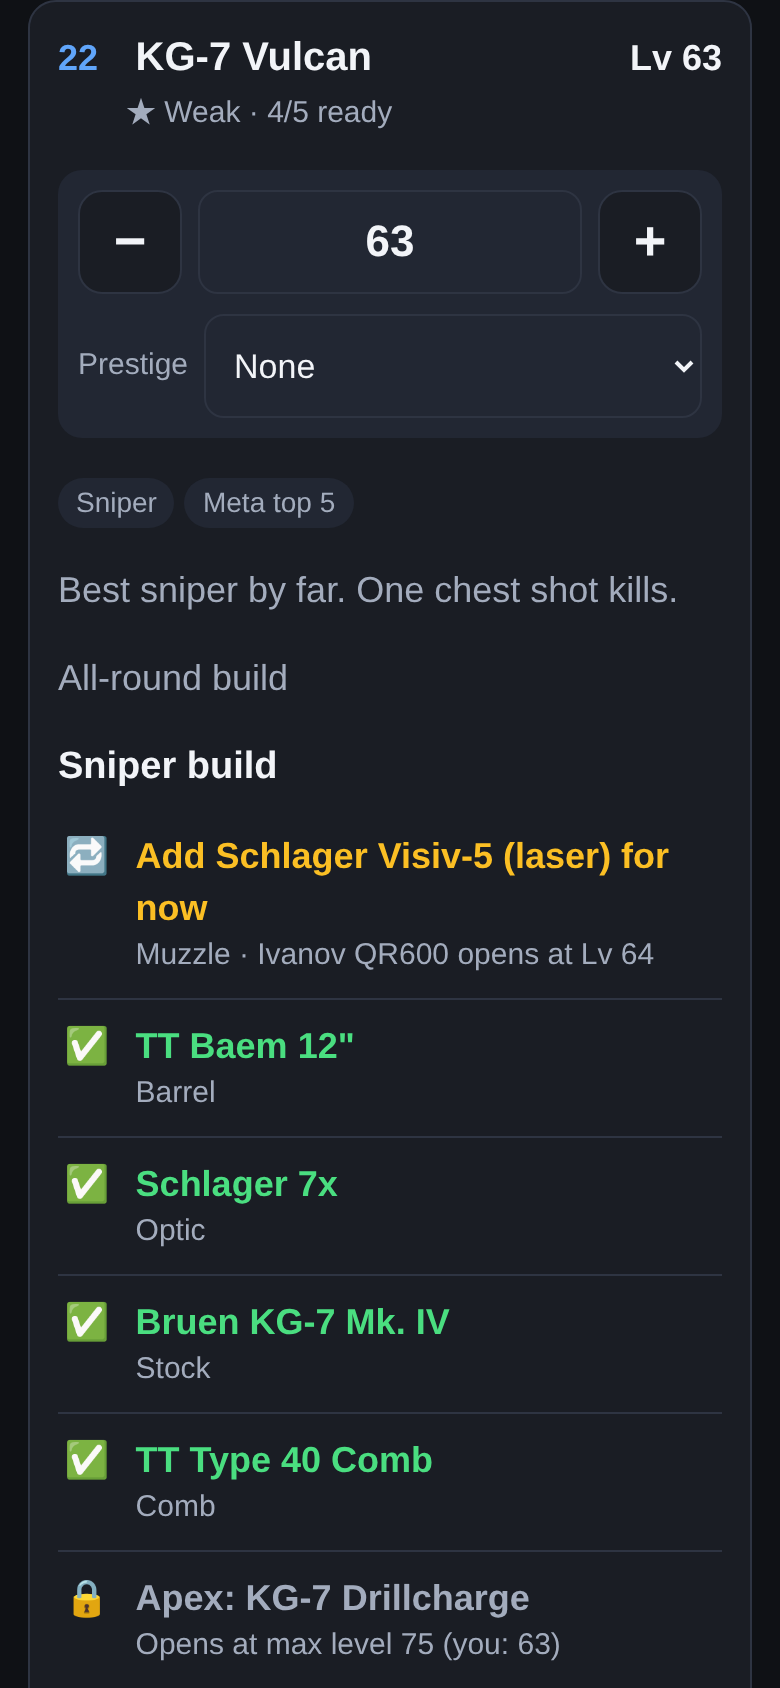 22 KG-7 Vulcan Lv 63
★ Weak · 4/5 ready
− 63 +
Prestige None
Sniper Meta top 5
Best sniper by far. One chest shot kills.
All-round build
Sniper build
Add Schlager Visiv-5 (laser) for
now
Muzzle · Ivanov QR600 opens at Lv 64
TT Baem 12"
Barrel
Schlager 7x
Optic
Bruen KG-7 Mk. IV
Stock
TT Type 40 Comb
Comb
Apex: KG-7 Drillcharge
Opens at max level 75 (you: 63)